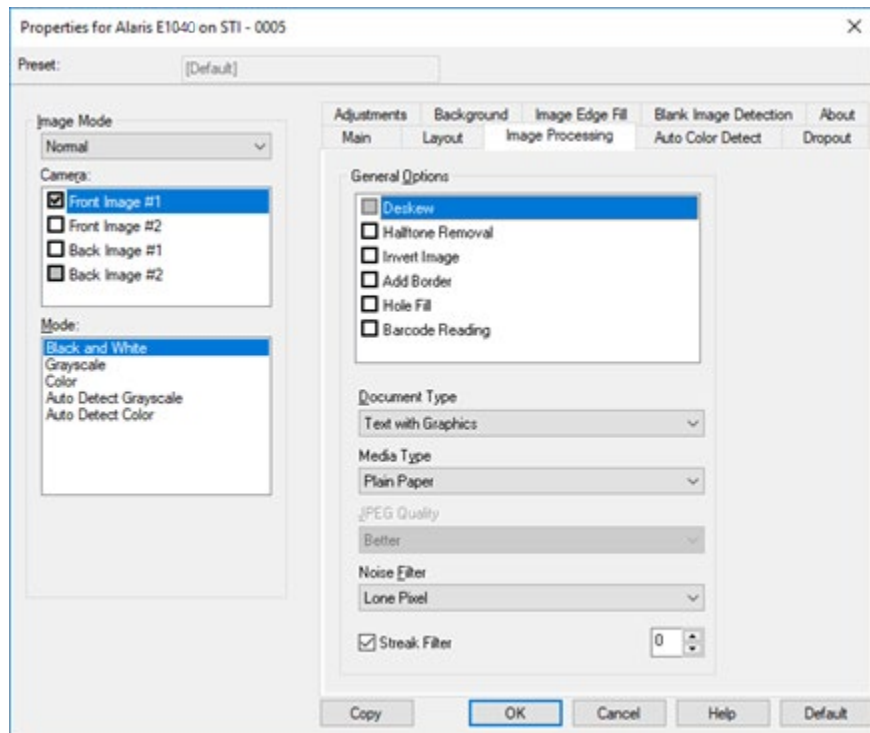 Properties for Alaris E1040 on STI - 0005
Preset:
[Default]
Image Mode
Normal
Camera:
Front Image #1
Front Image #2
Back Image #1
Back Image #2
Mode:
Black and White
Grayscale
Color
Auto Detect Grayscale
Auto Detect Color
Adjustments Background Image Edge Fill Blank Image Detection About
Main Layout Image Processing Auto Color Detect Dropout
General Options
Deskew
Halftone Removal
Invert Image
Add Border
Hole Fill
Barcode Reading
Document Type
Text with Graphics
Media Type
Plain Paper
JPEG Quality
Better
Noise Filter
Lone Pixel
Streak Filter 0
Copy OK Cancel Help Default